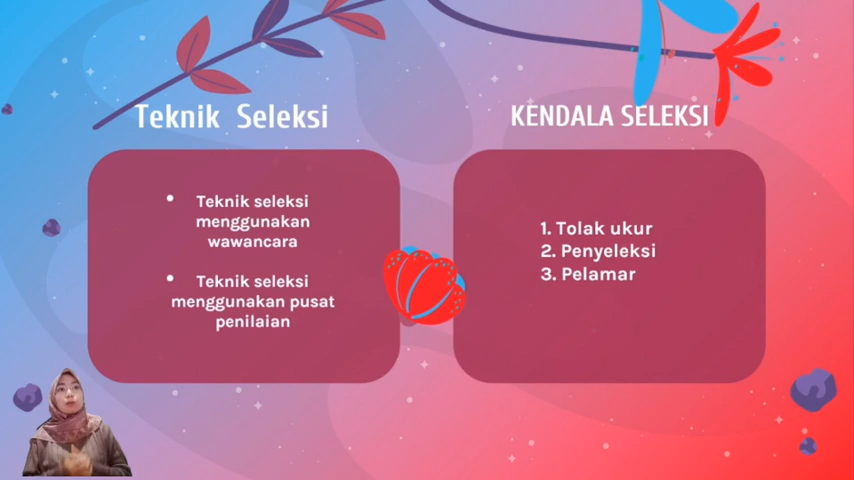 Teknik Seleksi
• Teknik seleksi
menggunakan
wawancara
• Teknik seleksi
menggunakan pusat
penilaian
KENDALA SELEKSI
1. Tolak ukur
2. Penyeleksi
3. Pelamar